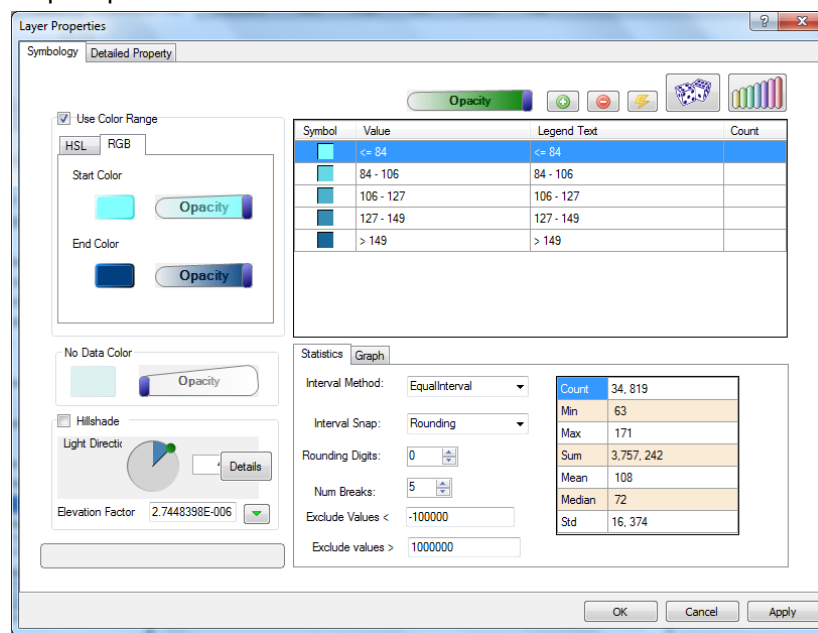 Layer Properties
Symbology Detailed Property
Opacity
Use Color Range
HSL RGB
Start Color
Opacity
End Color
Opacity
Symbol Value Legend Text Count
<= 84 <= 84
84 - 106 84 - 106
106 - 127 106 - 127
127 - 149 127 - 149
> 149 > 149
No Data Color
Opacity
Hillshade
Light Directic
Details
Elevation Factor 2.7448398E-006
Statistics Graph
Interval Method: EqualInterval
Interval Snap: Rounding
Rounding Digits: 0
Num Breaks: 5
Exclude Values < -100000
Exclude values > 1000000
Count 34, 819
Min 63
Max 171
Sum 3,757, 242
Mean 108
Median 72
Std 16, 374
OK Cancel Apply